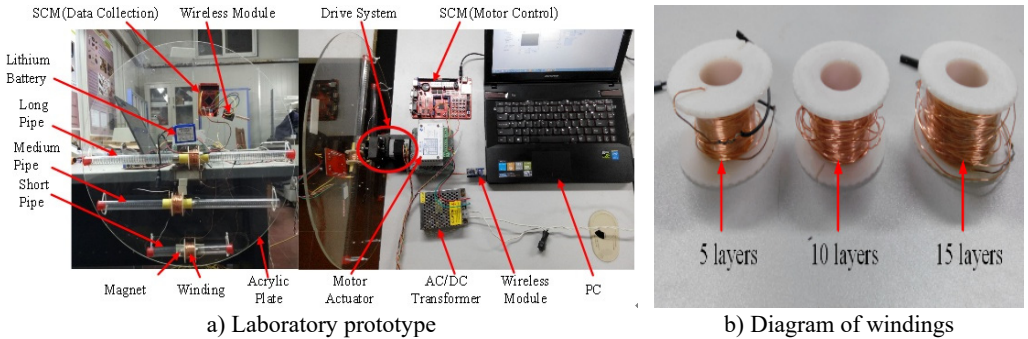 SCM(Data Collection)
Wireless Module
Drive System
SCM(Motor Control)
Lithium
Battery
Long
Pipe
Medium
Pipe
Short
Pipe
Magnet
Winding
Acrylic
Plate
Motor
Actuator
AC/DC
Transformer
Wireless
Module
PC
5 layers
10 layers
15 layers
a) Laboratory prototype
b) Diagram of windings